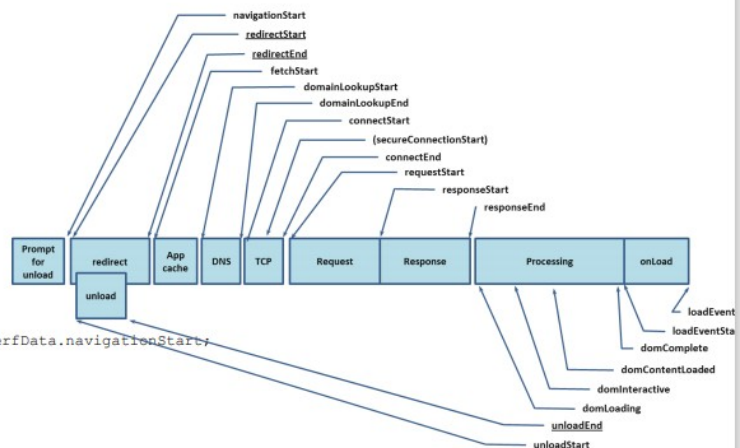 navigationStart
redirectStart
redirectEnd
fetchStart
domainLookupStart
domainLookupEnd
connectStart
(secureConnectionStart)
connectEnd
requestStart
responseStart
responseEnd
Prompt
for
unload
redirect
App
cache
DNS
TCP
Request
Response
Processing
onLoad
unload
erfData.navigationStart;
loadEvent
loadEventSta
domComplete
domContentLoaded
domInteractive
domLoading
unloadEnd
unloadStart